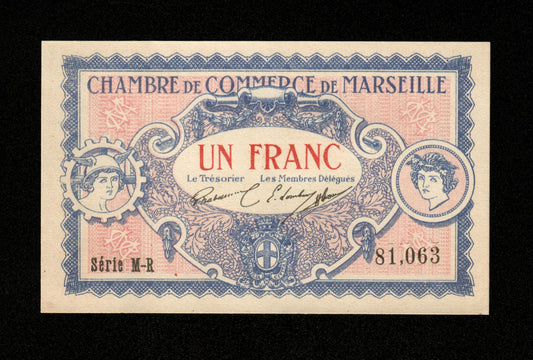 CHAMBRE DE COMMERCE DE MARSEILLE
UN FRANC
Le Trésorier Les Membres Délégués
Série M-R
81,063